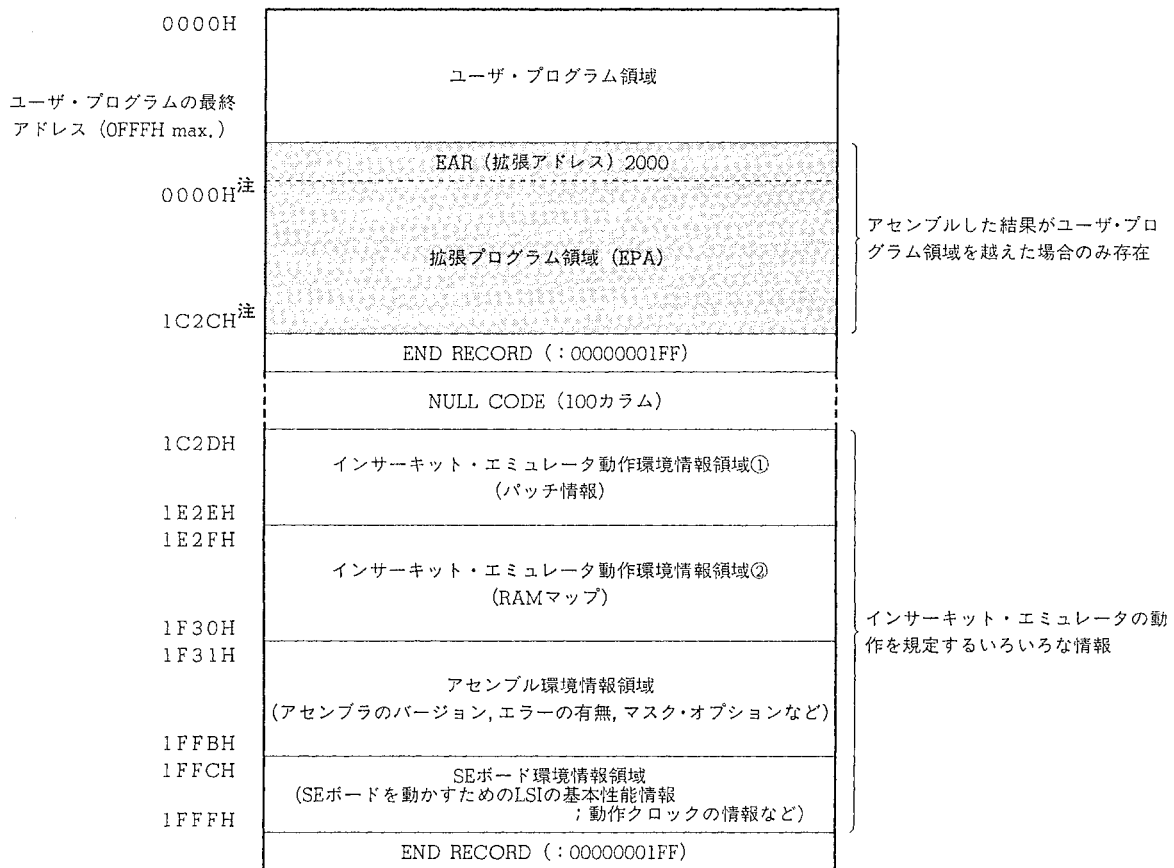 0000H
ユーザ・プログラム領域
ユーザ・プログラムの最終
アドレス (0FFFH max.)
EAR (拡張アドレス) 2000
0000H注
拡張プログラム領域 (EPA)
1C2CH注
アセンブルした結果がユーザ・プロ
グラム領域を越えた場合のみ存在
END RECORD (:00000001FF)
NULL CODE (100カラム)
1C2DH
インサーキット・エミュレータ動作環境情報領域①
(パッチ情報)
1E2EH
1E2FH
インサーキット・エミュレータ動作環境情報領域②
(RAMマップ)
1F30H
1F31H
インサーキット・エミュレータの動
作を規定するいろいろな情報
アセンブル環境情報領域
(アセンブラのバージョン, エラーの有無, マスク・オプションなど)
1FFBH
1FFCH
SEボード環境情報領域
(SEボードを動かすためのLSIの基本性能情報
;動作クロックの情報など)
1FFFH
END RECORD (:00000001FF)